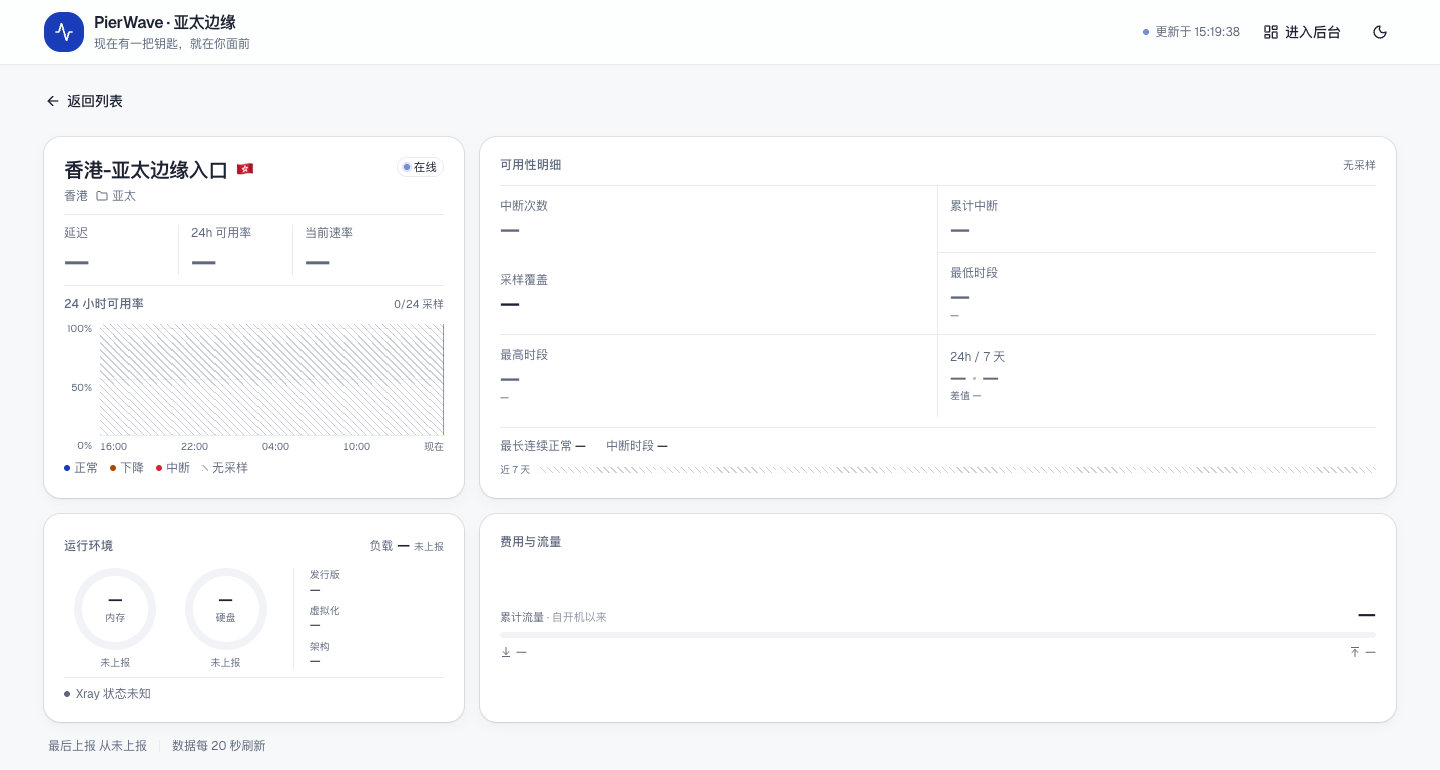 PierWave · 亚太边缘
现在有一把钥匙，就在你面前
更新于 15:19:38
进入后台
返回列表
香港-亚太边缘入口
在线
香港 亚太
延迟
—
24h 可用率
—
当前速率
—
24 小时可用率
0/24 采样
100%
50%
0%
16:00 22:00 04:00 10:00 现在
正常 下降 中断 无采样
可用性明细
无采样
中断次数
—
累计中断
—
采样覆盖
—
最低时段
—
—
最高时段
—
—
24h / 7 天
— · —
差值 —
最长连续正常 — 中断时段 —
近 7 天
运行环境
负载 — 未上报
—
内存
未上报
—
硬盘
未上报
发行版
—
虚拟化
—
架构
—
Xray 状态未知
费用与流量
累计流量 · 自开机以来
—
—
—
最后上报 从未上报
数据每 20 秒刷新